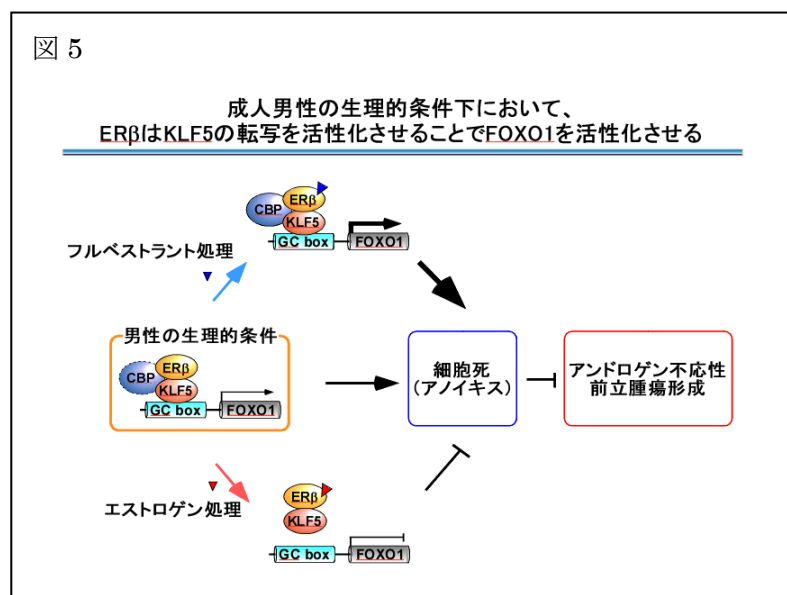 図 5
成人男性の生理的条件下において、
ERβはKLF5の転写を活性化させることでFOXO1を活性化させる
CBP
ERβ
KLF5
GC box
FOXO1
フルベストラント処理
男性の生理的条件
CBP
ERβ
KLF5
GC box
FOXO1
細胞死
(アノイキス)
アンドロゲン不応性
前立腫瘍形成
エストロゲン処理
ERβ
KLF5
GC box
FOXO1